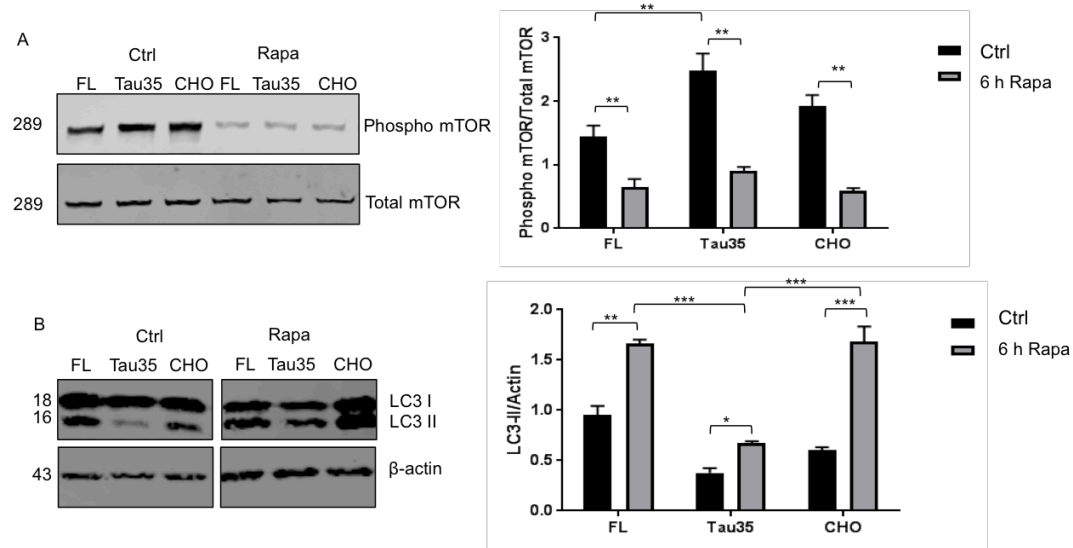 A
Ctrl Rapa
FL Tau35 CHO FL Tau35 CHO
289 Phospho mTOR
289 Total mTOR
Phospho mTOR/Total mTOR
3
2
1
0
** ** ** **
FL Tau35 CHO
Ctrl
6 h Rapa
B
Ctrl Rapa
FL Tau35 CHO FL Tau35 CHO
18 LC3 I
16 LC3 II
43 β-actin
LC3-II/Actin
2.0
1.5
1.0
0.5
0.0
** *** * *** ***
FL Tau35 CHO
Ctrl
6 h Rapa